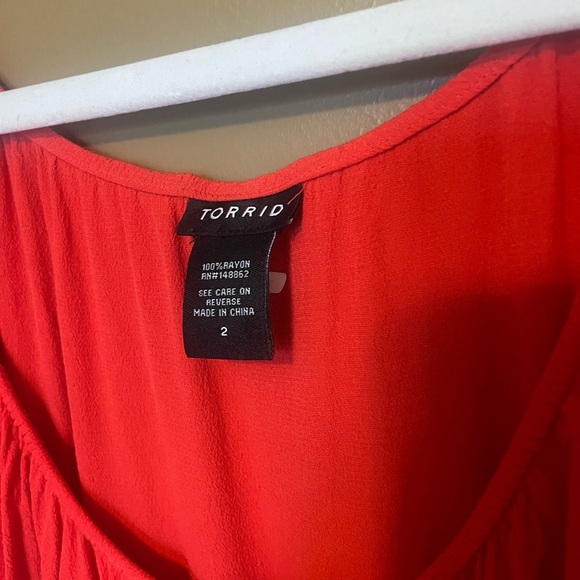 TORRID
100%RAYON
RN#148862
SEE CARE ON
REVERSE
MADE IN CHINA
2